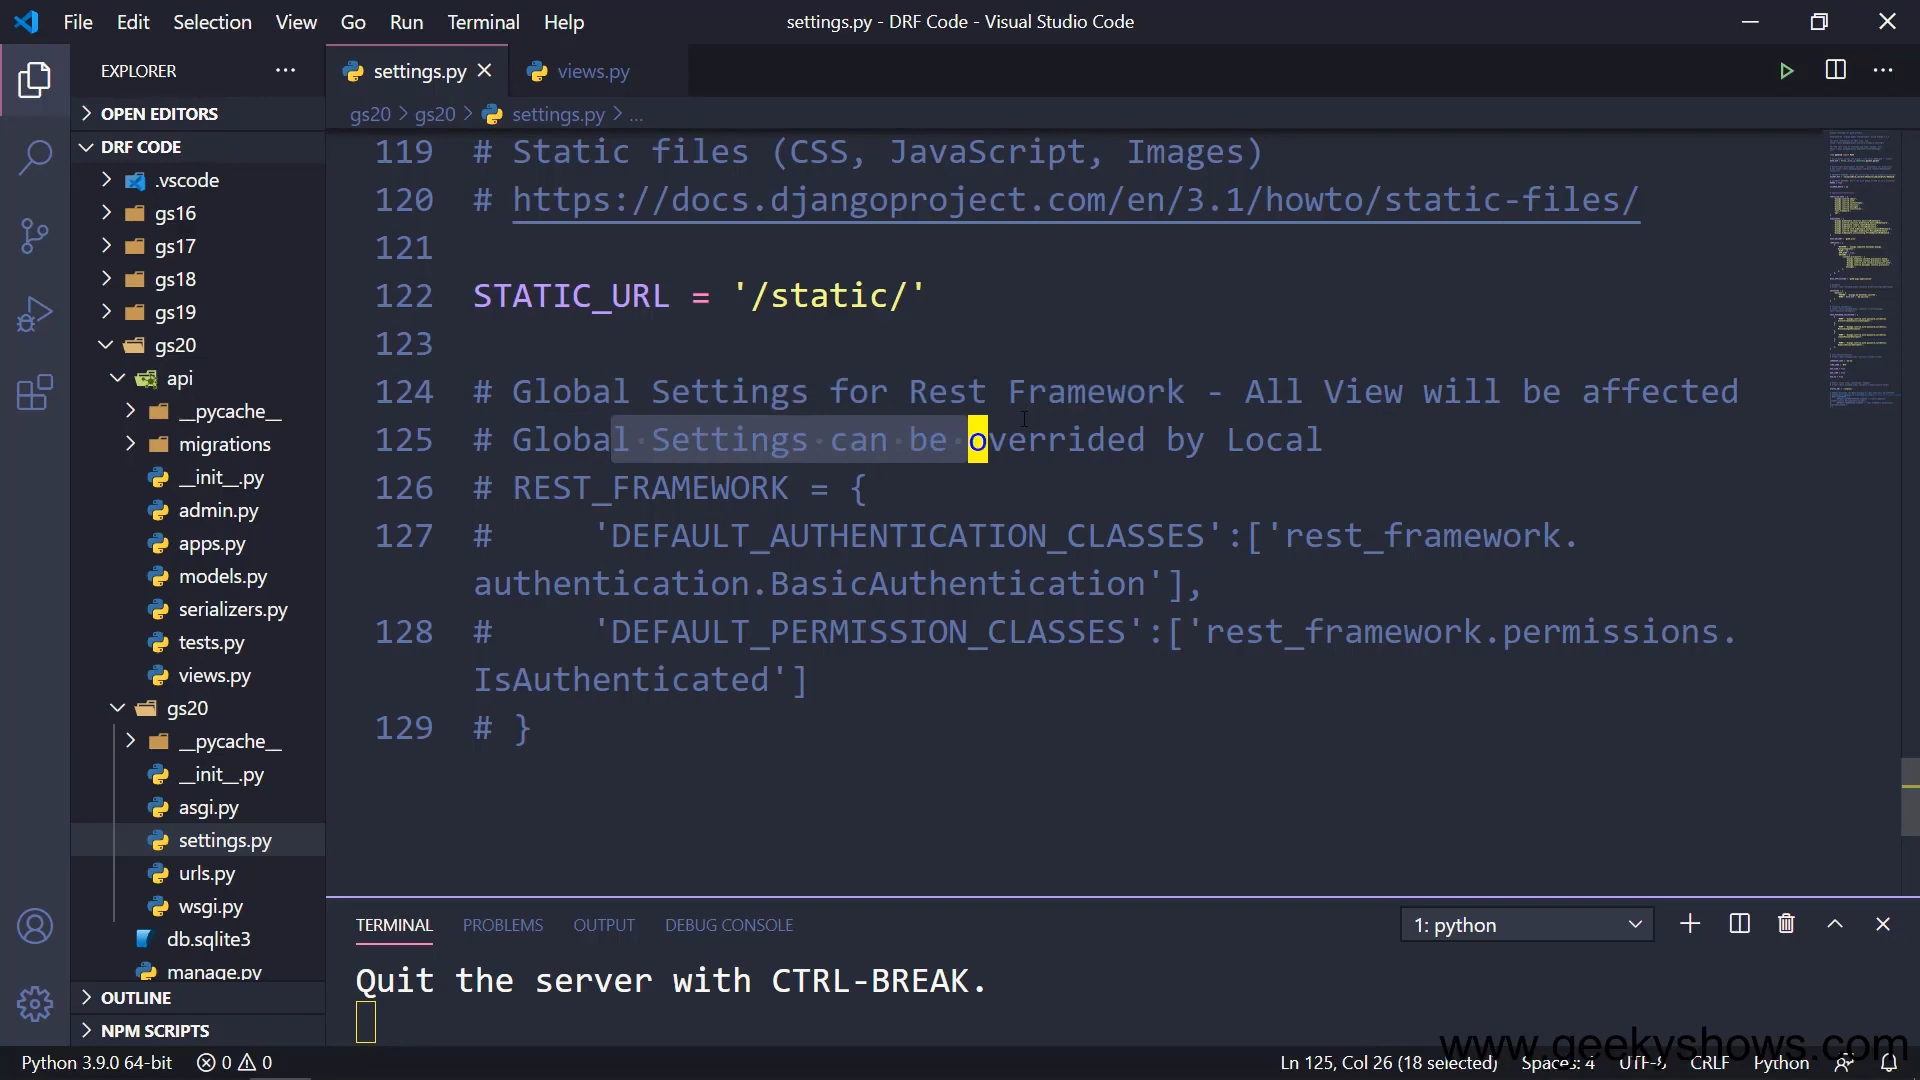 File Edit Selection View Go Run Terminal Help
settings.py - DRF Code - Visual Studio Code
EXPLORER
settings.py
views.py
OPEN EDITORS
gs20 > gs20 > settings.py > ...
DRF CODE
.vscode
gs16
gs17
gs18
gs19
gs20
api
__pycache__
migrations
__init__.py
admin.py
apps.py
models.py
serializers.py
tests.py
views.py
gs20
__pycache__
__init__.py
asgi.py
settings.py
urls.py
wsgi.py
db.sqlite3
manage.py
OUTLINE
NPM SCRIPTS
119 # Static files (CSS, JavaScript, Images)
120 # https://docs.djangoproject.com/en/3.1/howto/static-files/
121
122 STATIC_URL = '/static/'
123
124 # Global Settings for Rest Framework - All View will be affected
125 # Global Settings can be overrided by Local
126 # REST_FRAMEWORK = {
127 #     'DEFAULT_AUTHENTICATION_CLASSES':['rest_framework.
authentication.BasicAuthentication'],
128 #     'DEFAULT_PERMISSION_CLASSES':['rest_framework.permissions.
IsAuthenticated']
129 # }
TERMINAL PROBLEMS OUTPUT DEBUG CONSOLE
1: python
Quit the server with CTRL-BREAK.
www.geekyshows.com
Python 3.9.0 64-bit 0 0
Ln 125, Col 26 (18 selected) Spaces: 4 UTF-8 CRLF Python